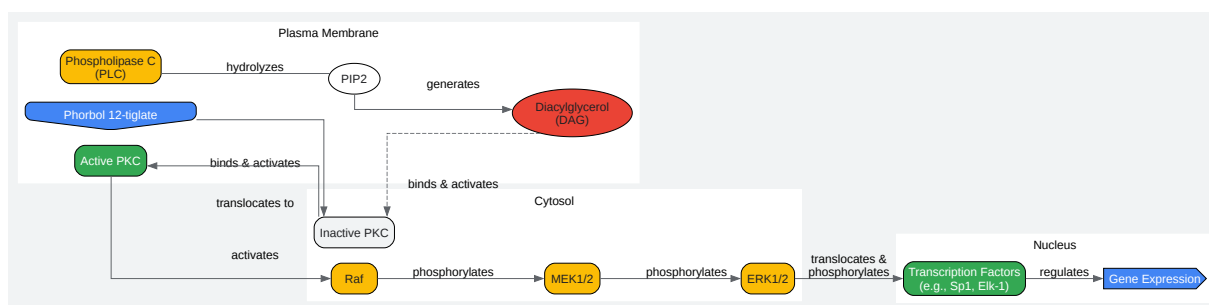 Plasma Membrane
Phospholipase C
(PLC)
hydrolyzes
PIP2
generates
Phorbol 12-tiglate
Diacylglycerol
(DAG)
Active PKC
binds & activates
binds & activates
translocates to
Cytosol
Inactive PKC
activates
Raf
phosphorylates
MEK1/2
phosphorylates
ERK1/2
translocates &
phosphorylates
Nucleus
Transcription Factors
(e.g., Sp1, Elk-1)
regulates
Gene Expression